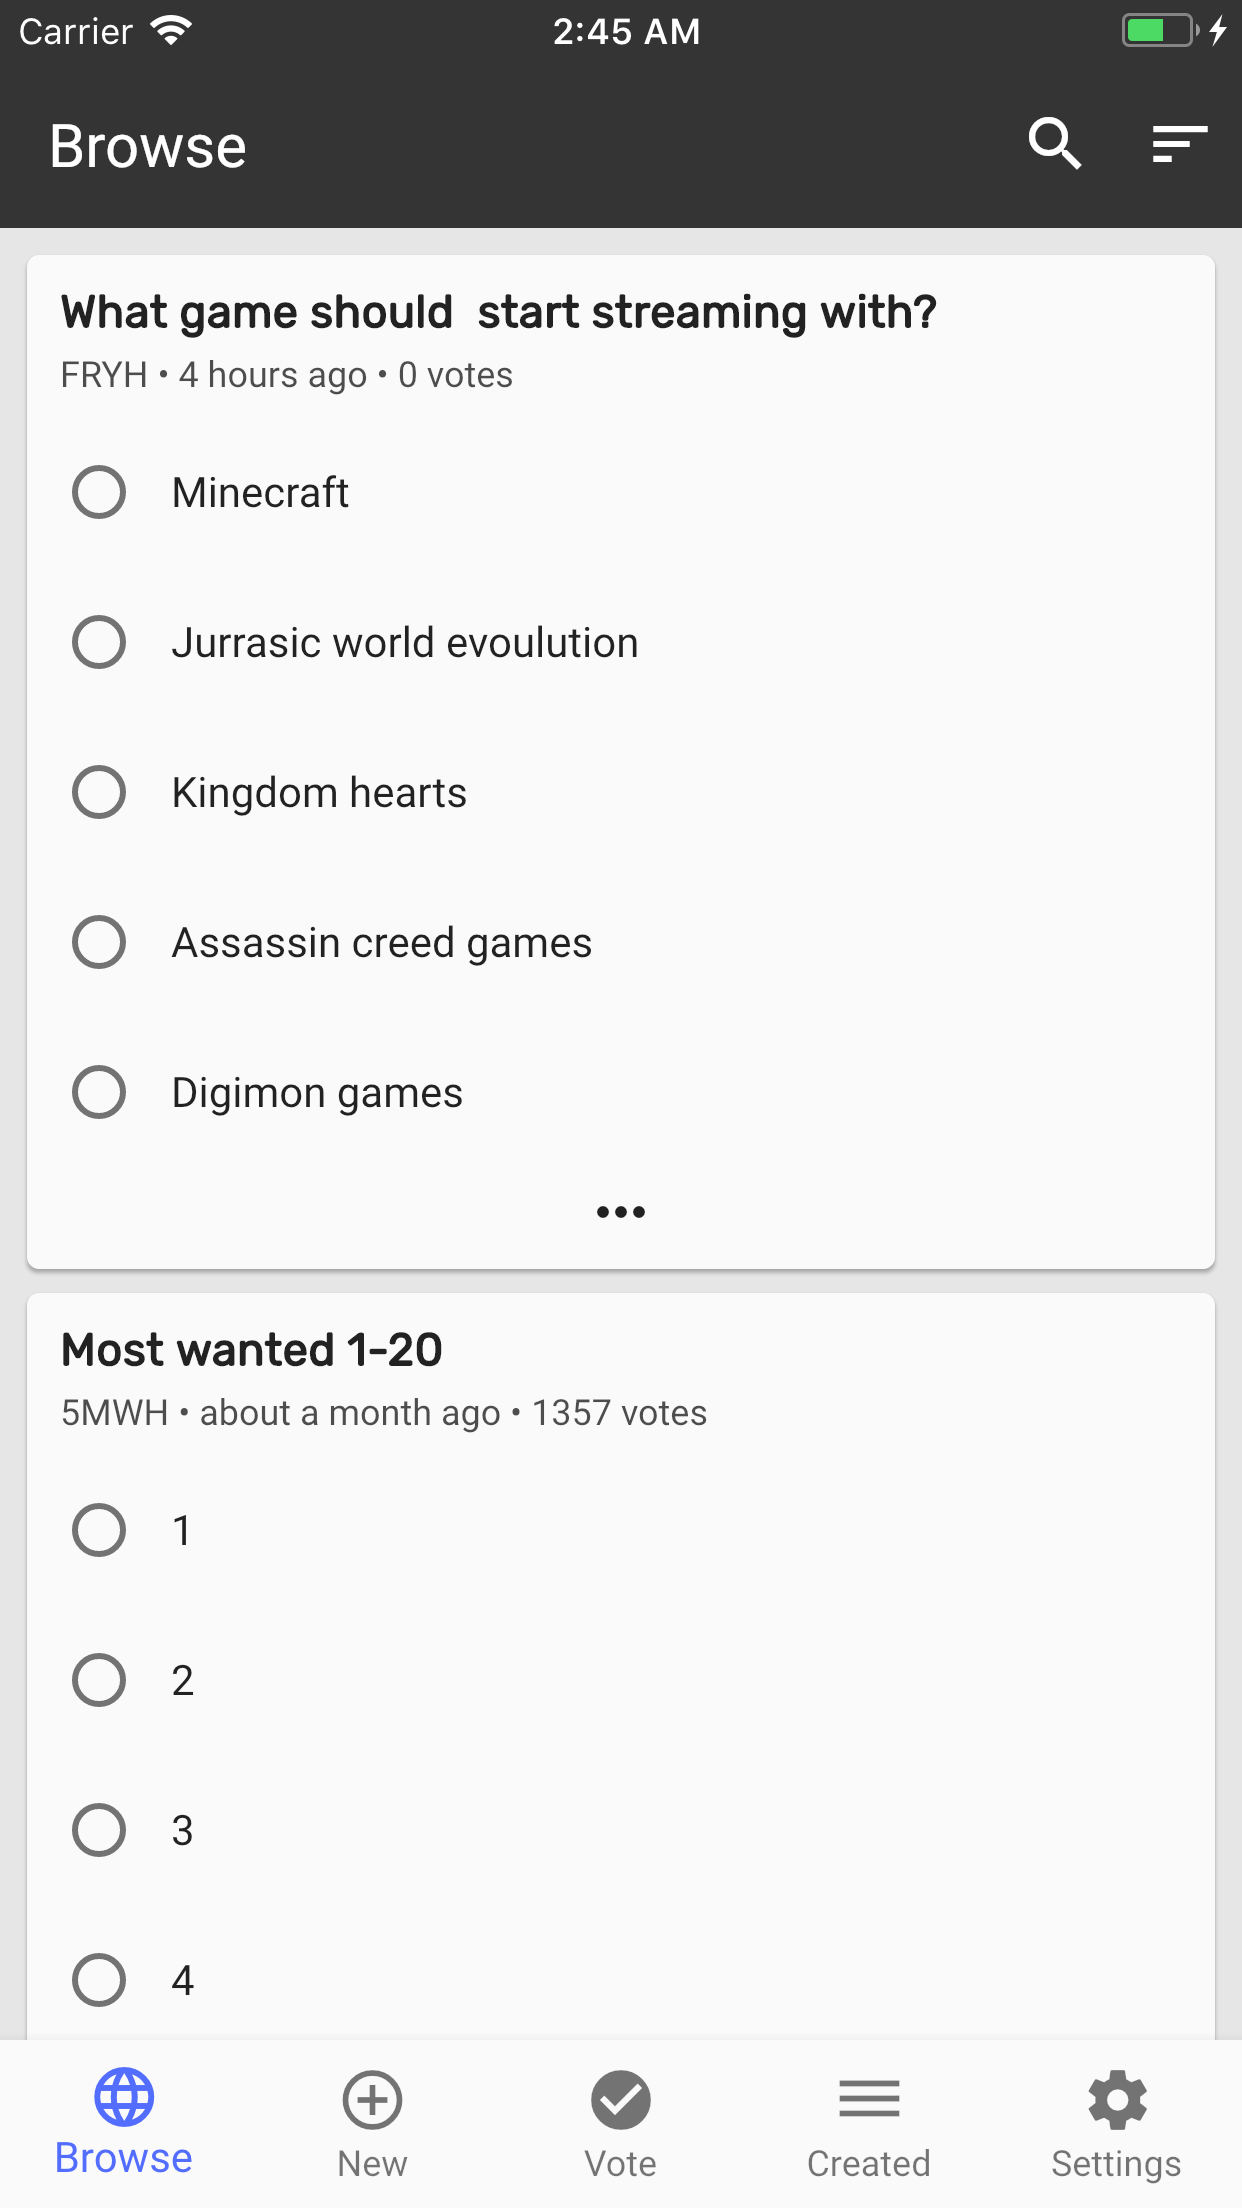 Carrier 2:45 AM
Browse
What game should  start streaming with?
FRYH • 4 hours ago • 0 votes
Minecraft
Jurrasic world evoulution
Kingdom hearts
Assassin creed games
Digimon games
•••
Most wanted 1-20
5MWH • about a month ago • 1357 votes
1
2
3
4
Browse New Vote Created Settings